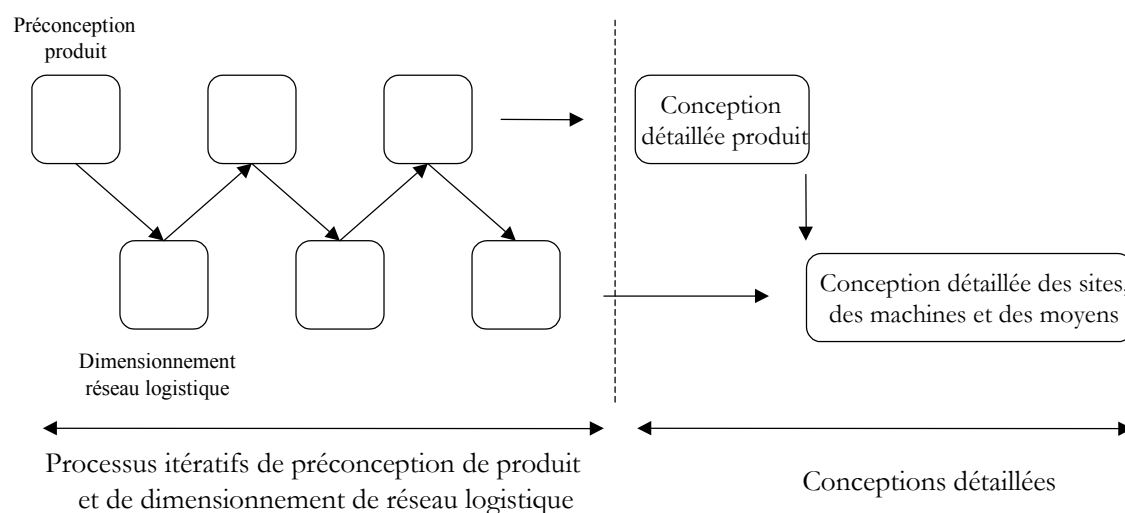 Préconception
produit
Conception
détaillée produit
Conception détaillée des sites,
des machines et des moyens
Dimensionnement
réseau logistique
Processus itératifs de préconception de produit
et de dimensionnement de réseau logistique
Conceptions détaillées